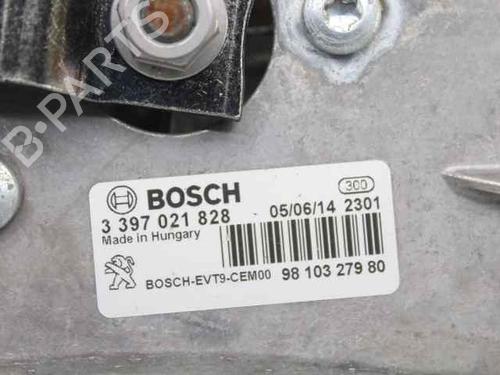 B-PARTS
BOSCH
300
3 397 021 828 05/06/14 2301
Made in Hungary
BOSCH-EVT9-CEM00 98 103 279 80